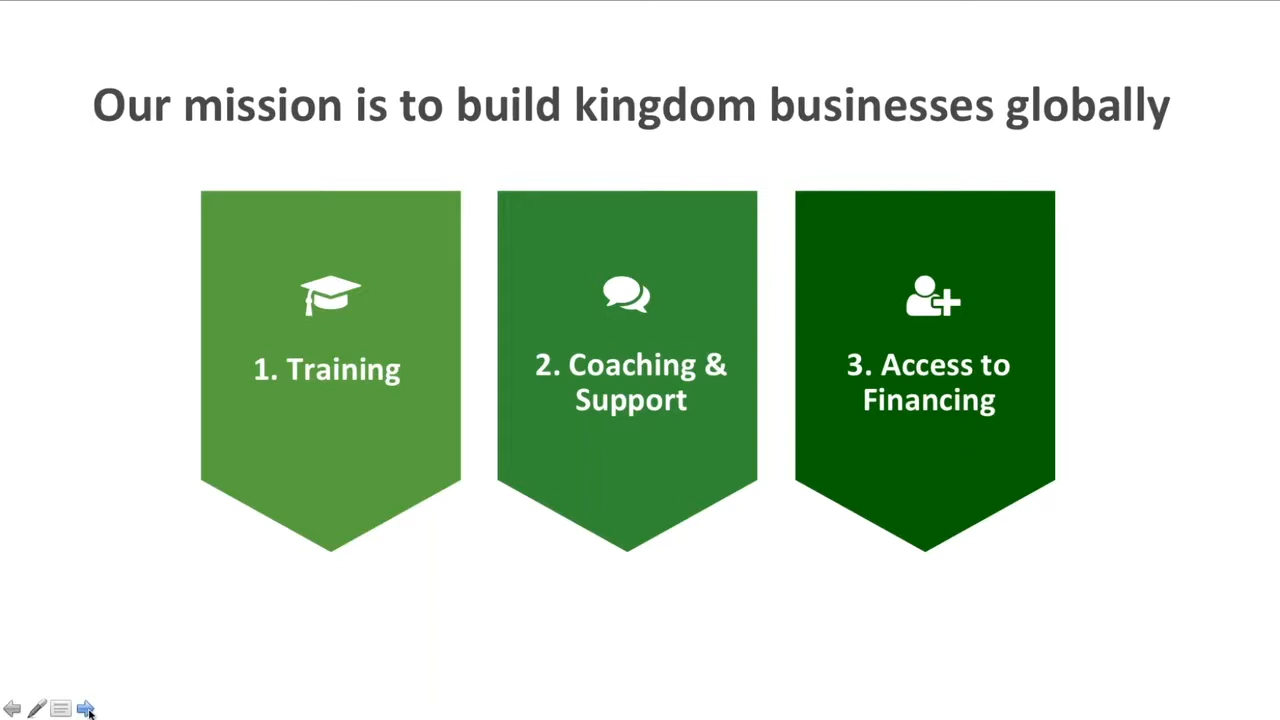 Our mission is to build kingdom businesses globally
1. Training
2. Coaching &
Support
3. Access to
Financing